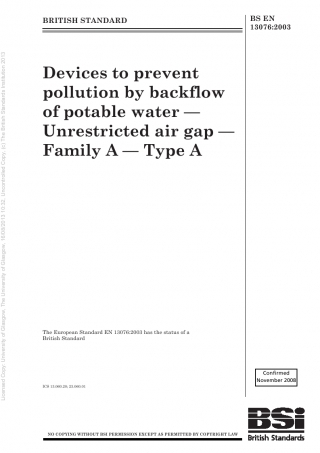 BRITISH STANDARD
BS EN
13076:2003
Devices to prevent
pollution by backflow
of potable water —
Unrestricted air gap —
Family A — Type A
The European Standard EN 13076:2003 has the status of a
British Standard
Confirmed
November 2008
BSi
British Standards
NO COPYING WITHOUT BSI PERMISSION EXCEPT AS PERMITTED BY COPYRIGHT LAW